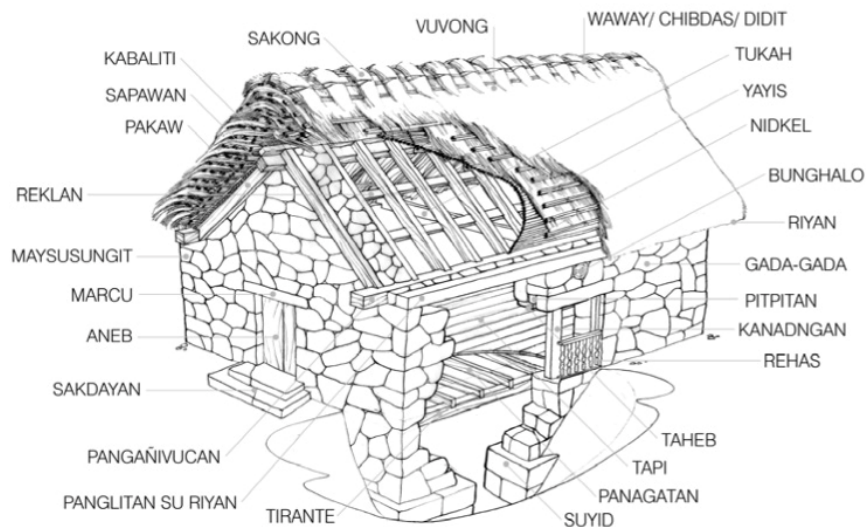 WAWAY/ CHIBDAS/ DIDIT
VUVONG
SAKONG
TUKAH
KABALITI
YAYIS
SAPAWAN
NIDKEL
PAKAW
BUNGHALO
REKLAN
RIYAN
MAYSUSUNGIT
GADA-GADA
MARCU
PITPITAN
ANEB
KANADNGAN
REHAS
SAKDAYAN
TAHEB
PANGAÑIVUCAN
TAPI
PANAGATAN
PANGLITAN SU RIYAN
TIRANTE
SUYID